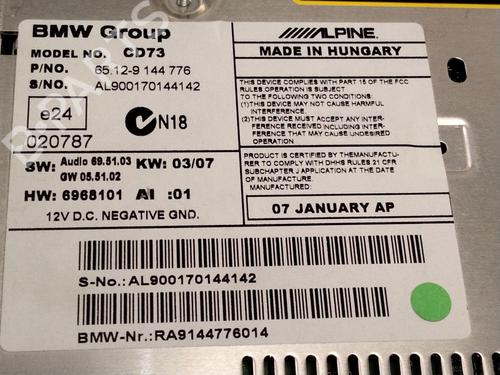 BMW Group
MODEL NO. CD73
P/NO. 65.12-9 144 776
S/NO. AL900170144142
e24
020787
N18
SW: Audio 69.51.03
GW 05.51.02
KW: 03/07
HW: 6968101 AI :01
12V D.C. NEGATIVE GND.
ALPINE
MADE IN HUNGARY
THIS DEVICE COMPLIES WITH PART 15 OF THE FCC
RULES OPERATION IS SUBJECT
TO THE FOLLOWING TWO CONDITIONS:
(1)THIS DEVICE MAY NOT CAUSE HARMFUL
INTERFERENCE,
(2)THIS DEVICE MUST ACCEPT ANY INTER-
FERENCE RECEIVED INCLUDING INTER-
FERENCE THAT MAY CAUSE UNDESIRED
OPERATION
PRODUCT IS CERTIFIED BY THEMANUFACTU-
RER TO COMPLY WITH DHHS RULES 21 CFR
SUBCHAPTER J APPLICATION AT THE DATE
OF MANUFACTURE.
MANUFACTURED:
07 JANUARY AP
S-No.: AL900170144142
BMW-Nr.: RA9144776014